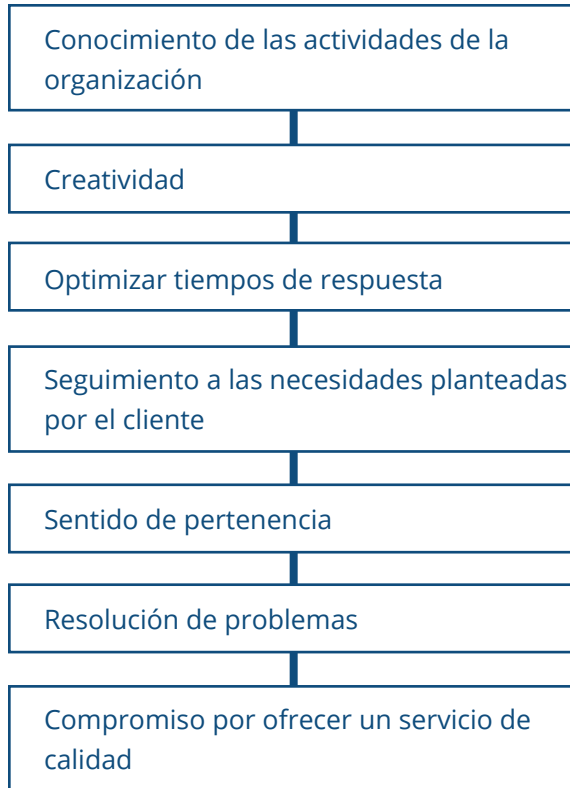 Conocimiento de las actividades de la
organización
Creatividad
Optimizar tiempos de respuesta
Seguimiento a las necesidades planteadas
por el cliente
Sentido de pertenencia
Resolución de problemas
Compromiso por ofrecer un servicio de
calidad